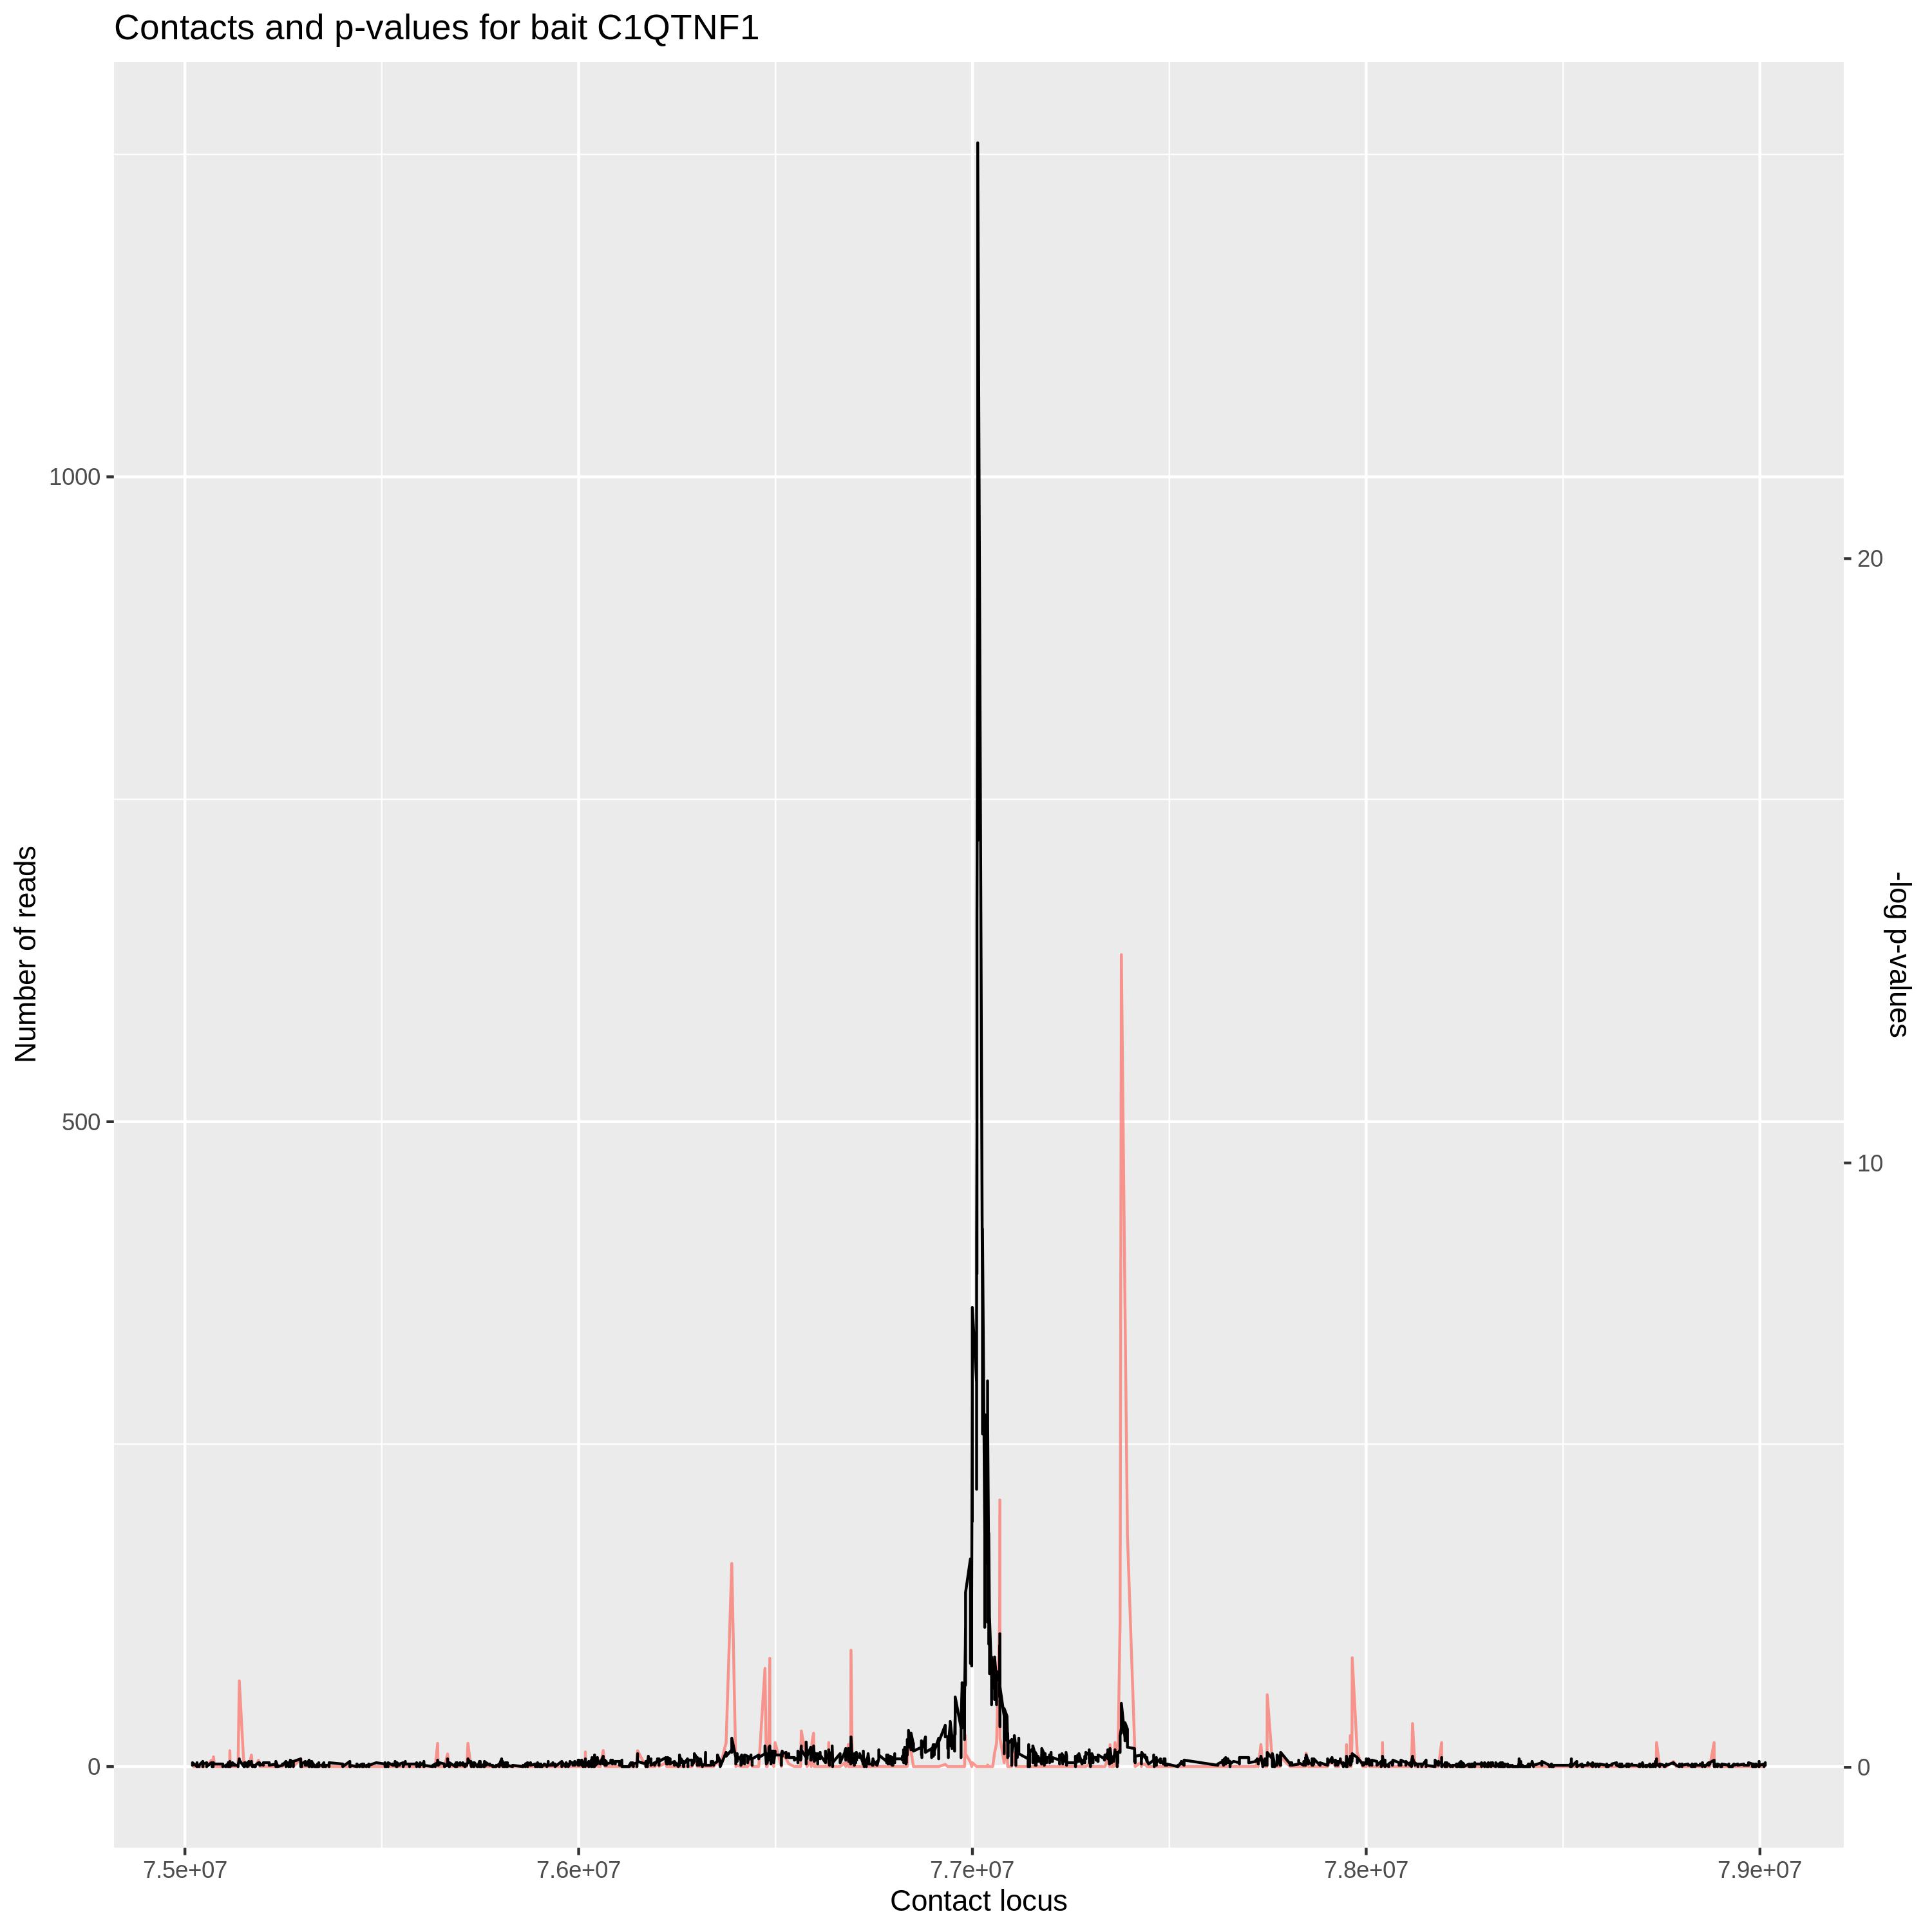 Contacts and p-values for bait C1QTNF1
Number of reads
1000
500
0
20
10
0
-log p-values
7.5e+07
7.6e+07
7.7e+07
7.8e+07
7.9e+07
Contact locus